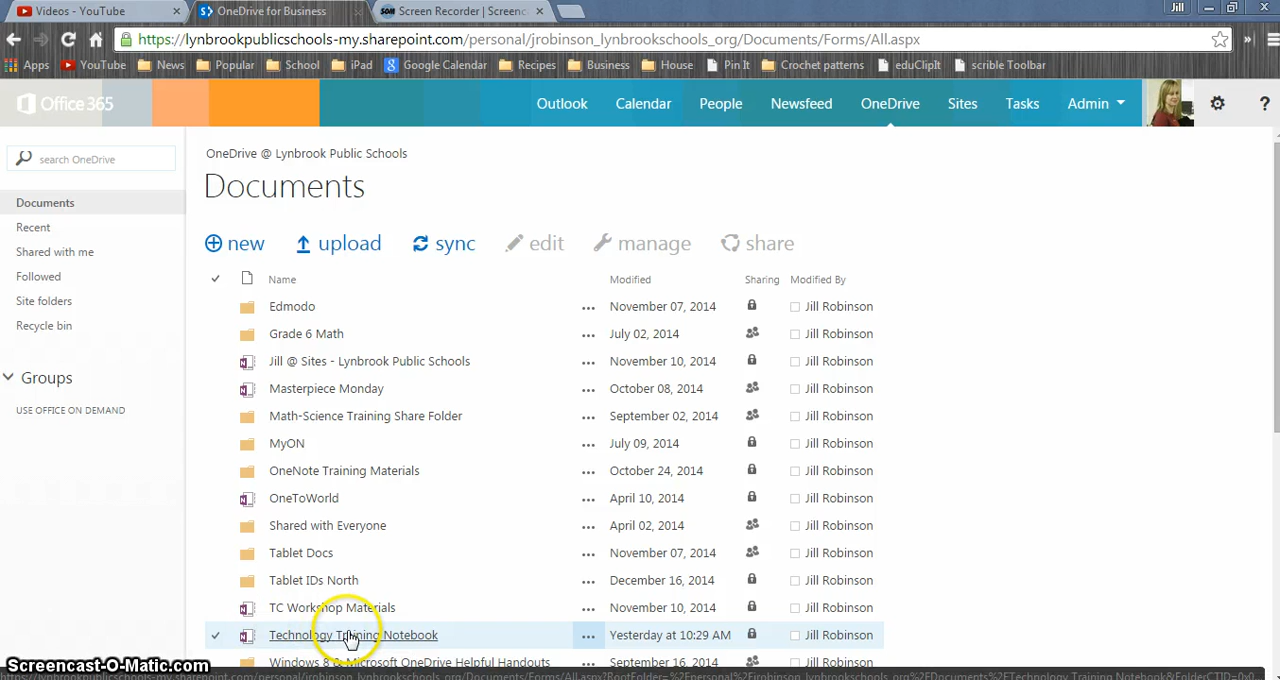 Videos - YouTube
OneDrive for Business
Screen Recorder | Screenc
Jill
https://lynbrookpublicschools-my.sharepoint.com/personal/jrobinson_lynbrookschools_org/Documents/Forms/All.aspx
Apps YouTube News Popular School iPad Google Calendar Recipes Business House Pin It Crochet patterns eduClipIt scrible Toolbar
Office 365
Outlook Calendar People Newsfeed OneDrive Sites Tasks Admin ?
search OneDrive
Documents
Recent
Shared with me
Followed
Site folders
Recycle bin
Groups
USE OFFICE ON DEMAND
OneDrive @ Lynbrook Public Schools
Documents
new upload sync edit manage share
Name Modified Sharing Modified By
Edmodo ... November 07, 2014 Jill Robinson
Grade 6 Math ... July 02, 2014 Jill Robinson
Jill @ Sites - Lynbrook Public Schools ... November 10, 2014 Jill Robinson
Masterpiece Monday ... October 08, 2014 Jill Robinson
Math-Science Training Share Folder ... September 02, 2014 Jill Robinson
MyON ... July 09, 2014 Jill Robinson
OneNote Training Materials ... October 24, 2014 Jill Robinson
OneToWorld ... April 10, 2014 Jill Robinson
Shared with Everyone ... April 02, 2014 Jill Robinson
Tablet Docs ... November 07, 2014 Jill Robinson
Tablet IDs North ... December 16, 2014 Jill Robinson
TC Workshop Materials ... November 10, 2014 Jill Robinson
Technology Training Notebook ... Yesterday at 10:29 AM Jill Robinson
Windows 8 & Microsoft OneDrive Helpful Handouts ... September 16, 2014 Jill Robinson
Screencast-O-Matic.com